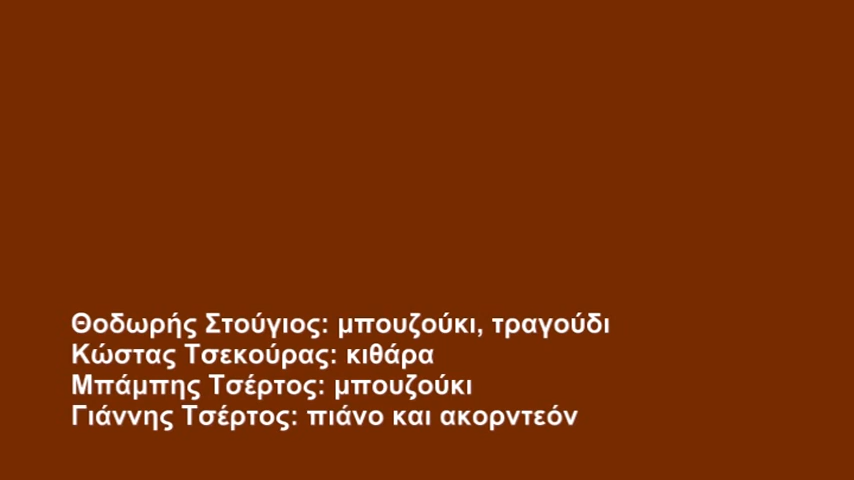 Θοδωρής Στούγιος: μπουζούκι, τραγούδι
Κώστας Τσεκούρας: κιθάρα
Μπάμπης Τσέρτος: μπουζούκι
Γιάννης Τσέρτος: πιάνο και ακορντεόν